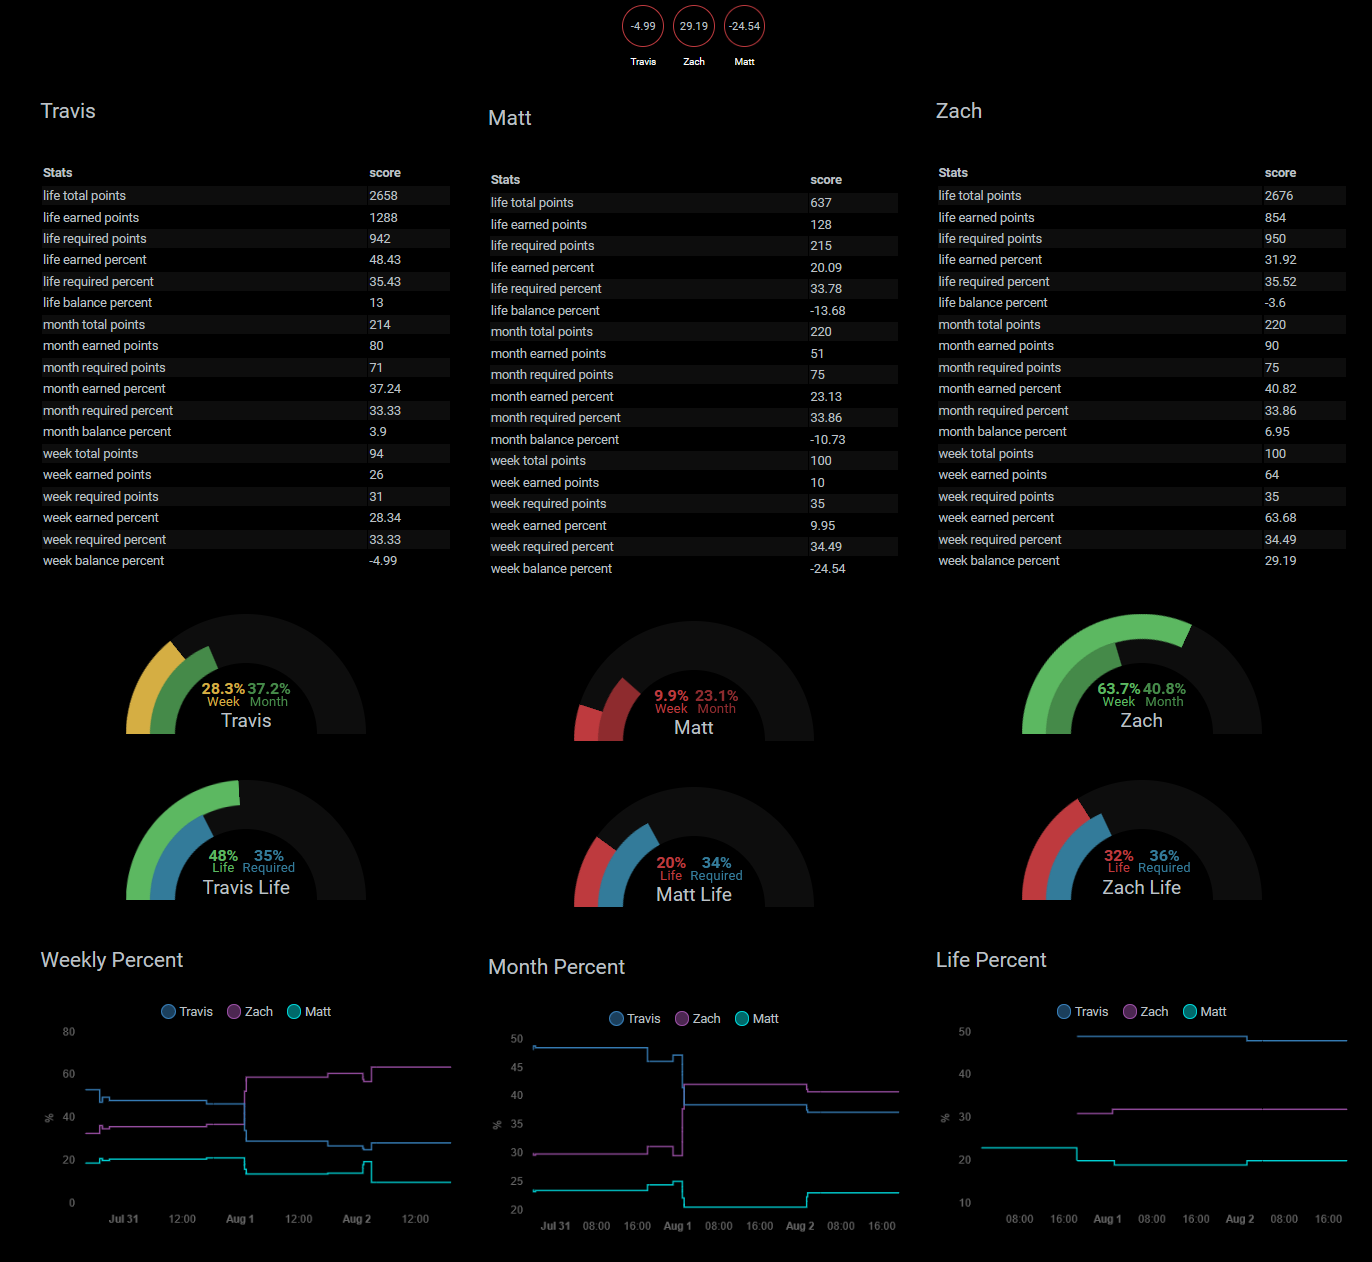 -4.99 29.19 -24.54
Travis Zach Matt
Travis
Stats score
life total points 2658
life earned points 1288
life required points 942
life earned percent 48.43
life required percent 35.43
life balance percent 13
month total points 214
month earned points 80
month required points 71
month earned percent 37.24
month required percent 33.33
month balance percent 3.9
week total points 94
week earned points 26
week required points 31
week earned percent 28.34
week required percent 33.33
week balance percent -4.99
28.3% 37.2%
Week Month
Travis
48% 35%
Life Required
Travis Life
Matt
Stats score
life total points 637
life earned points 128
life required points 215
life earned percent 20.09
life required percent 33.78
life balance percent -13.68
month total points 220
month earned points 51
month required points 75
month earned percent 23.13
month required percent 33.86
month balance percent -10.73
week total points 100
week earned points 10
week required points 35
week earned percent 9.95
week required percent 34.49
week balance percent -24.54
9.9% 23.1%
Week Month
Matt
20% 34%
Life Required
Matt Life
Zach
Stats score
life total points 2676
life earned points 854
life required points 950
life earned percent 31.92
life required percent 35.52
life balance percent -3.6
month total points 220
month earned points 90
month required points 75
month earned percent 40.82
month required percent 33.86
month balance percent 6.95
week total points 100
week earned points 64
week required points 35
week earned percent 63.68
week required percent 34.49
week balance percent 29.19
63.7% 40.8%
Week Month
Zach
32% 36%
Life Required
Zach Life
Weekly Percent
Travis Zach Matt
80
60
40
20
0
%
Jul 31 12:00 Aug 1 12:00 Aug 2 12:00
Month Percent
Travis Zach Matt
50
45
40
35
30
25
20
%
Jul 31 08:00 16:00 Aug 1 08:00 16:00 Aug 2 08:00 16:00
Life Percent
Travis Zach Matt
50
40
30
20
10
%
08:00 16:00 Aug 1 08:00 16:00 Aug 2 08:00 16:00